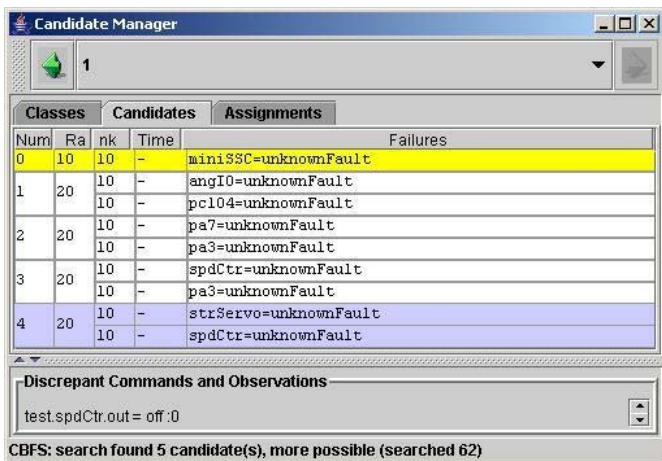 Candidate Manager
1
Classes Candidates Assignments
Num Ra nk Time Failures
0 10 10 - miniSSC=unknownFault
1 20 10 - angIO=unknownFault
10 - pc104=unknownFault
2 20 10 - pa7=unknownFault
10 - pa3=unknownFault
3 20 10 - spdCtr=unknownFault
10 - pa3=unknownFault
4 20 10 - strServo=unknownFault
10 - spdCtr=unknownFault
Discrepant Commands and Observations
test.spdCtr.out = off :0
CBFS: search found 5 candidate(s), more possible (searched 62)